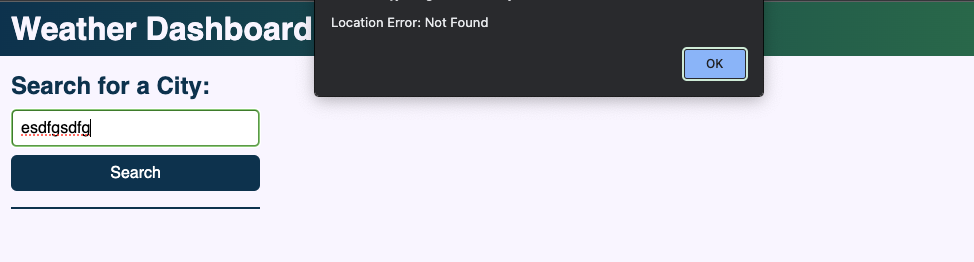 Weather Dashboard
Location Error: Not Found
OK
Search for a City:
esdfgsdfg
Search